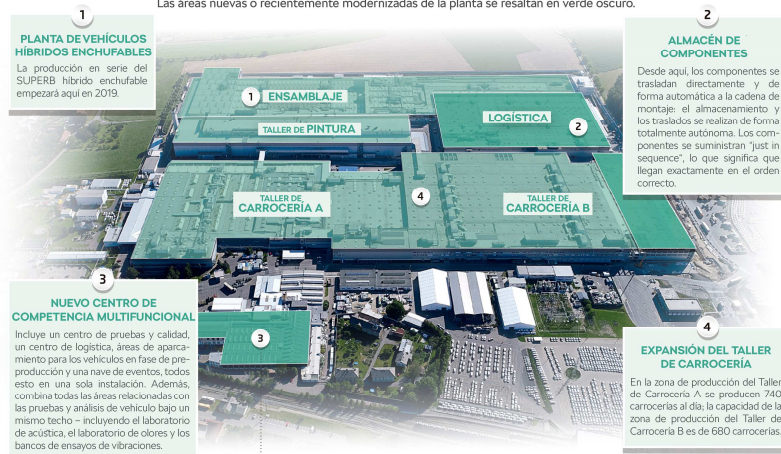 Las áreas nuevas o recientemente modernizadas de la planta se resaltan en verde oscuro.
1
PLANTA DE VEHÍCULOS
HÍBRIDOS ENCHUFABLES
La producción en serie del
SUPERB híbrido enchufable
empezará aquí en 2019.
2
ALMACÉN DE
COMPONENTES
Desde aquí, los componentes se
trasladan directamente y de
forma automática a la cadena de
montaje: el almacenamiento y
los traslados se realizan de forma
totalmente autónoma. Los com-
ponentes se suministran "just in
sequence", lo que significa que
llegan exactamente en el orden
correcto.
1 ENSAMBLAJE
TALLER DE PINTURA
LOGÍSTICA
2
TALLER DE
CARROCERÍA A
4
TALLER DE
CARROCERÍA B
3
NUEVO CENTRO DE
COMPETENCIA MULTIFUNCIONAL
Incluye un centro de pruebas y calidad,
un centro de logística, áreas de aparca-
miento para los vehículos en fase de pre-
producción y una nave de eventos, todos
esto en una sola instalación. Además,
combina todas las áreas relacionadas con
las pruebas y análisis de vehículo bajo un
mismo techo – incluyendo el laboratorio
de acústica, el laboratorio de olores y los
bancos de ensayos de vibraciones.
3
4
EXPANSIÓN DEL TALLER
DE CARROCERÍA
En la zona de producción del Taller
de Carrocería A se producen 740
carrocerías al día; la capacidad de la
zona de producción del Taller de
Carrocería B es de 680 carrocerías.